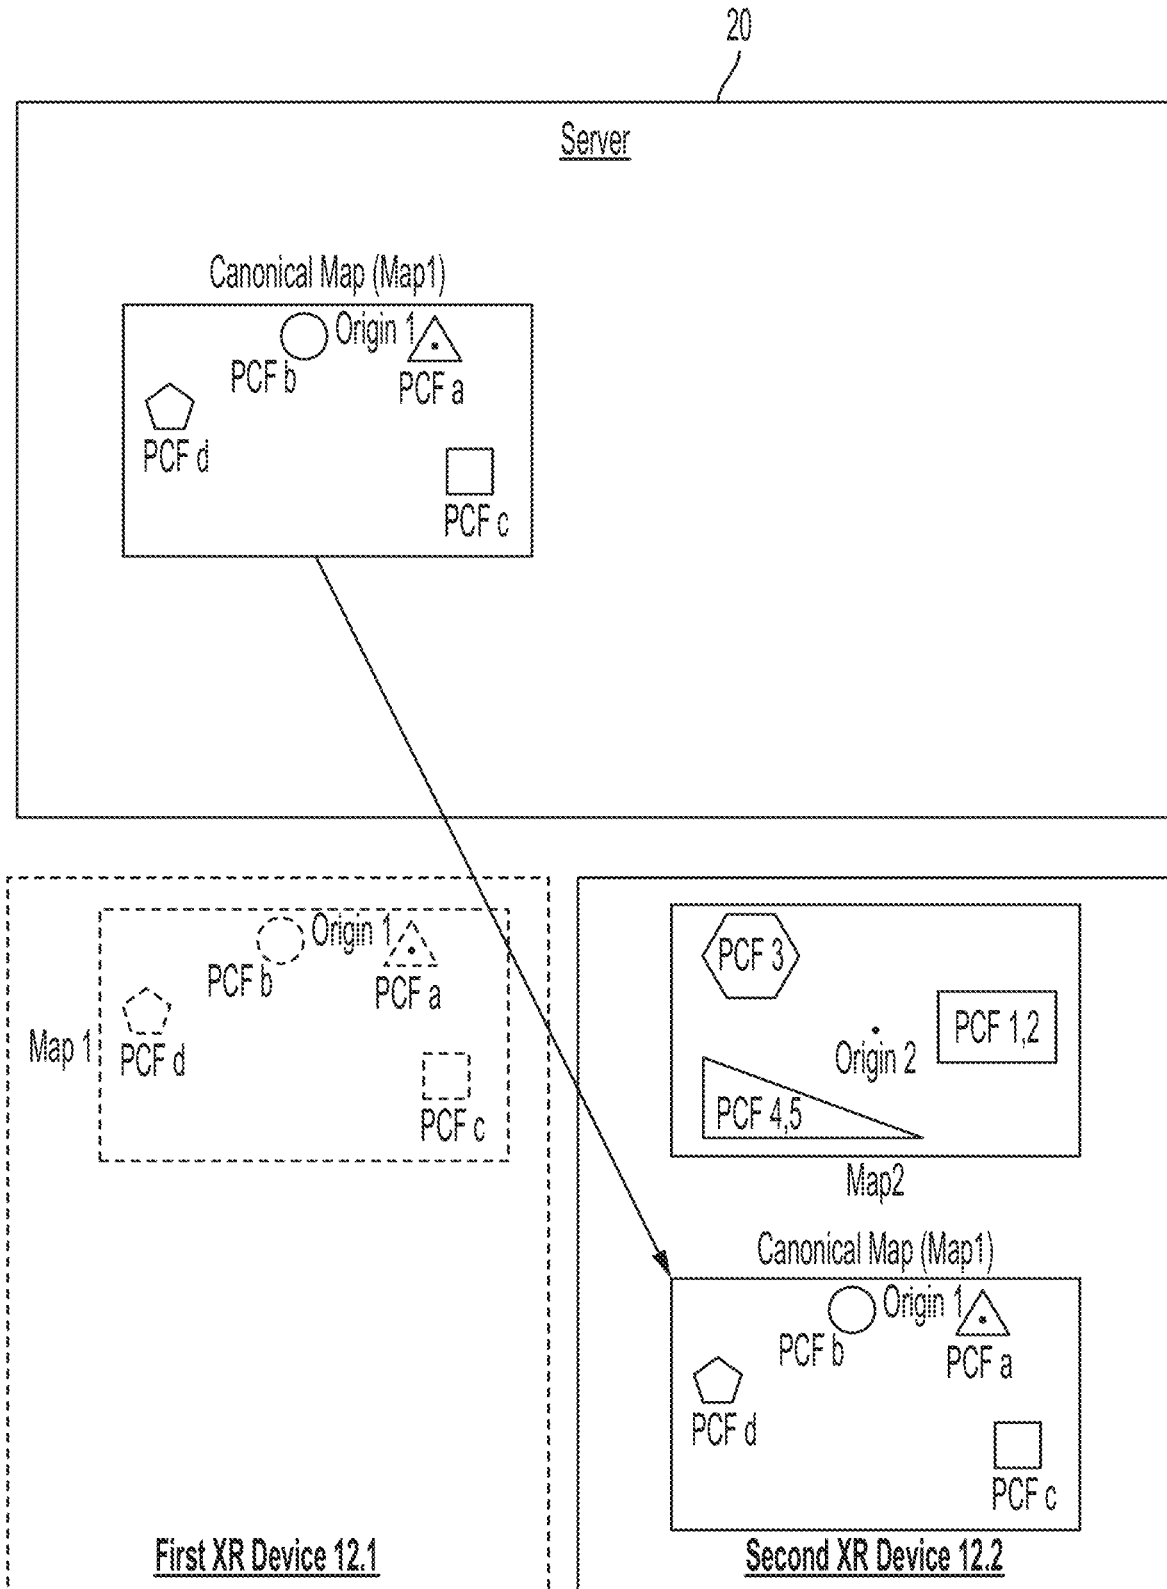 20
Server
Canonical Map (Map1)
Origin 1
PCF b
PCF a
PCF d
PCF c
Origin 1
PCF b
PCF a
Map 1
PCF d
PCF c
First XR Device 12.1
PCF 3
PCF 1,2
Origin 2
PCF 4,5
Map2
Canonical Map (Map1)
Origin 1
PCF b
PCF a
PCF d
PCF c
Second XR Device 12.2